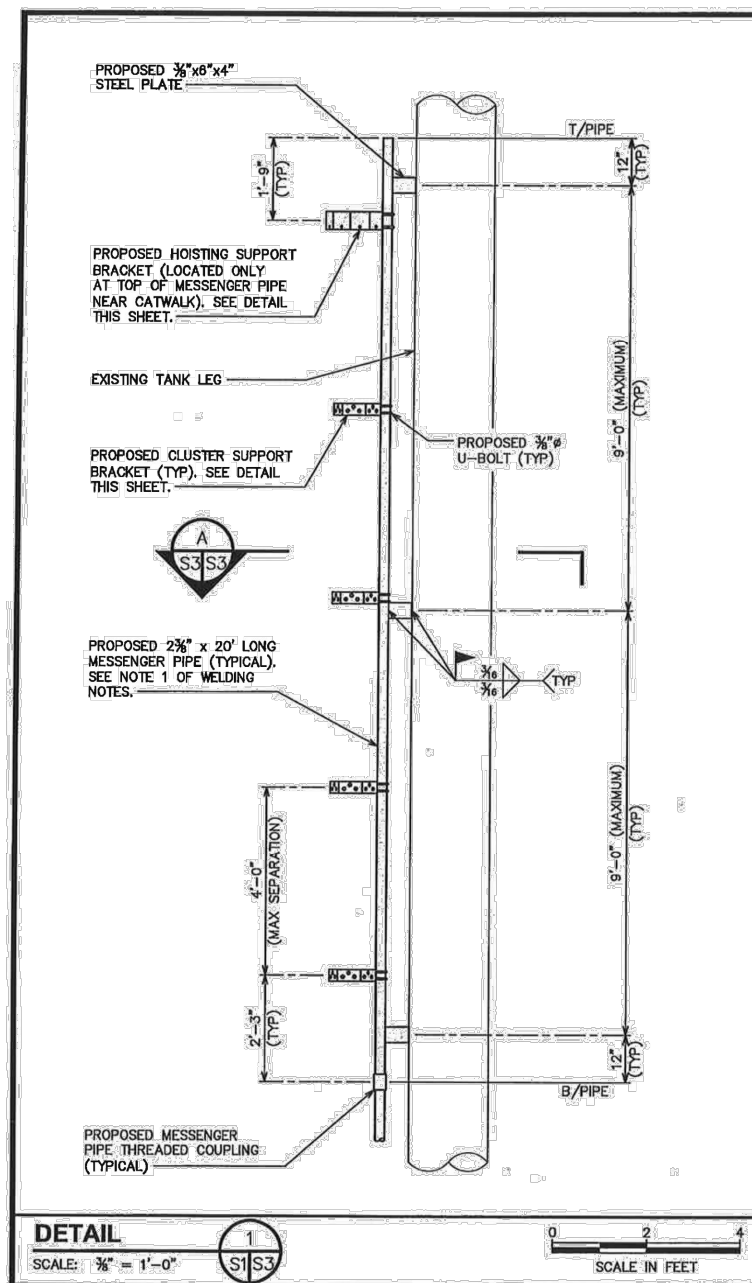 PROPOSED ⅜"x6"x4"
STEEL PLATE
T/PIPE
1'-9"
(TYP)
12"
(TYP)
PROPOSED HOISTING SUPPORT
BRACKET (LOCATED ONLY
AT TOP OF MESSENGER PIPE
NEAR CATWALK). SEE DETAIL
THIS SHEET.
EXISTING TANK LEG
9'-0" (MAXIMUM)
(TYP)
PROPOSED ⅜"ø
U-BOLT (TYP)
PROPOSED CLUSTER SUPPORT
BRACKET (TYP). SEE DETAIL
THIS SHEET.
A
S3 S3
PROPOSED 2⅜" x 20' LONG
MESSENGER PIPE (TYPICAL).
SEE NOTE 1 OF WELDING
NOTES.
3/16
3/16
TYP
4'-0"
(MAX SEPARATION)
9'-0" (MAXIMUM)
(TYP)
2'-3"
(TYP)
12"
(TYP)
B/PIPE
PROPOSED MESSENGER
PIPE THREADED COUPLING
(TYPICAL)
DETAIL
1
S1 S3
SCALE: ⅜" = 1'-0"
0 2 4
SCALE IN FEET